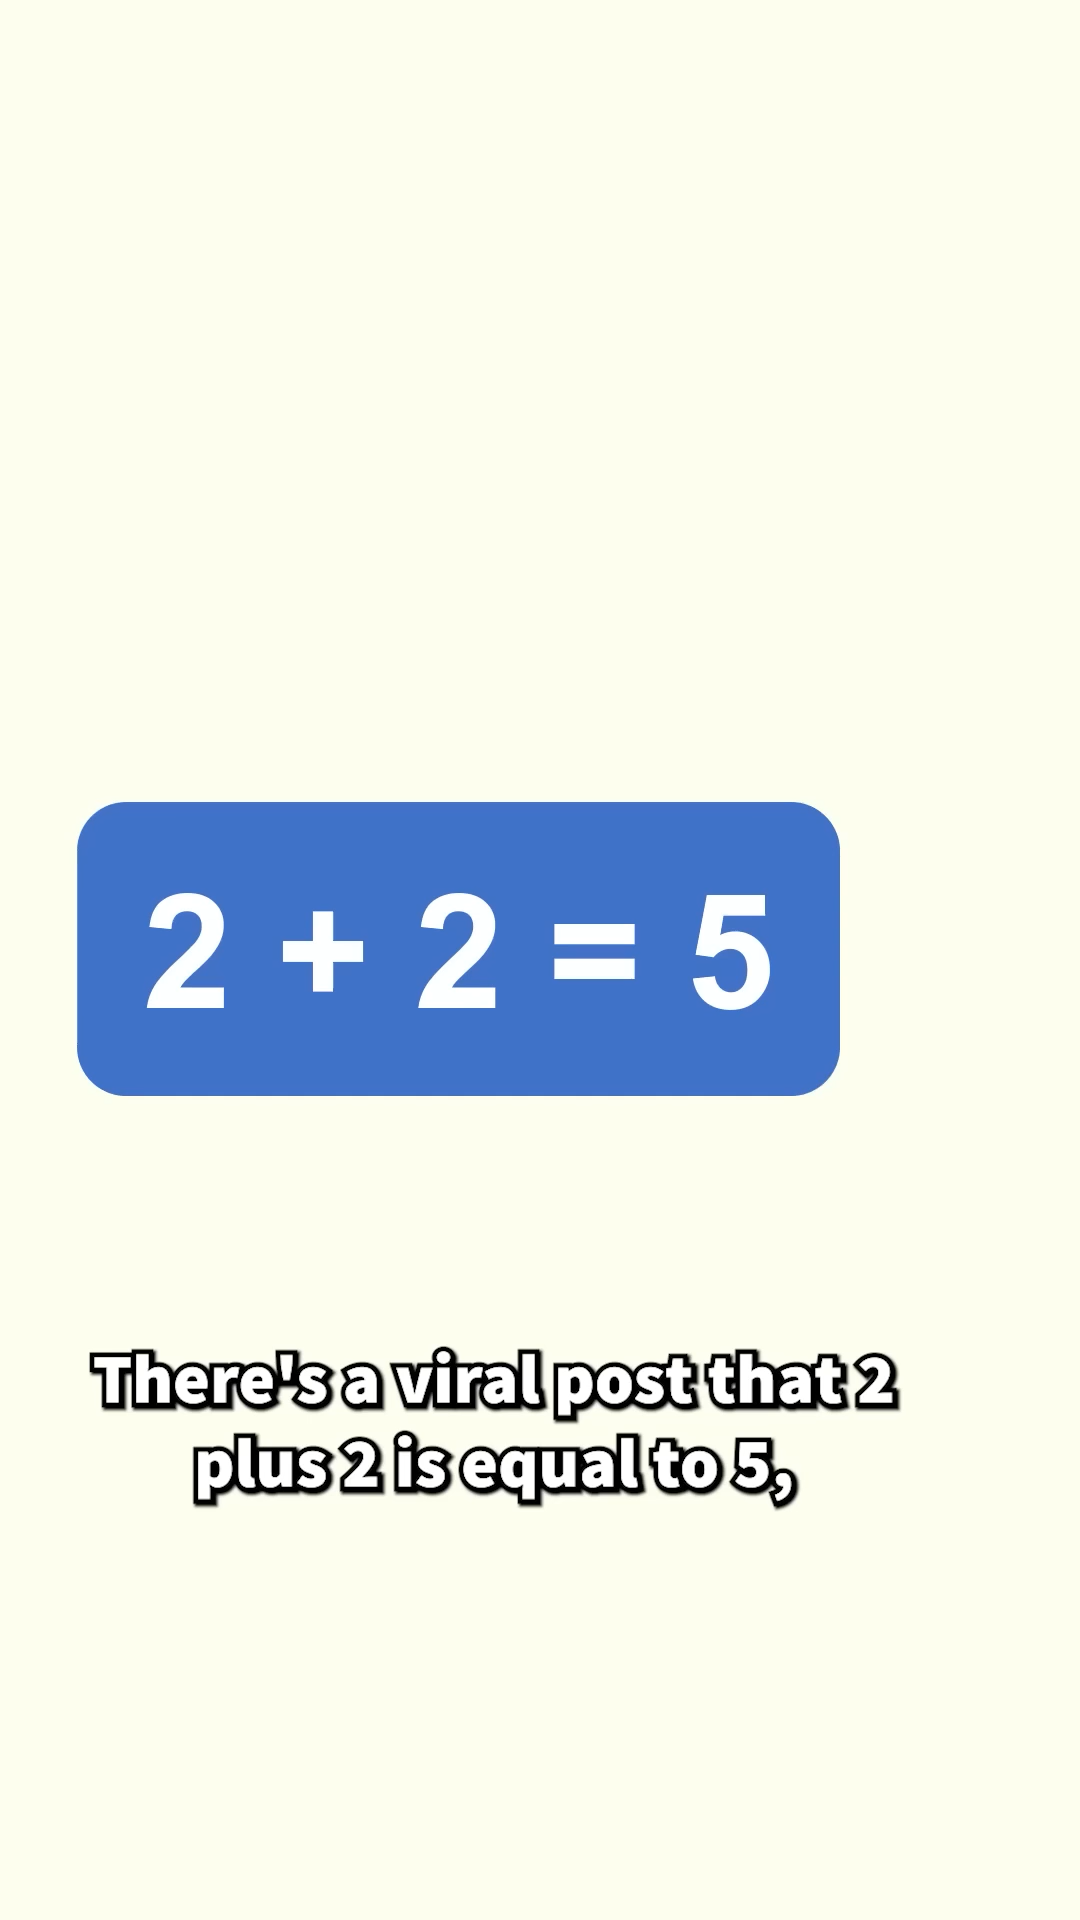 2 + 2 = 5
There's a viral post that 2
plus 2 is equal to 5,